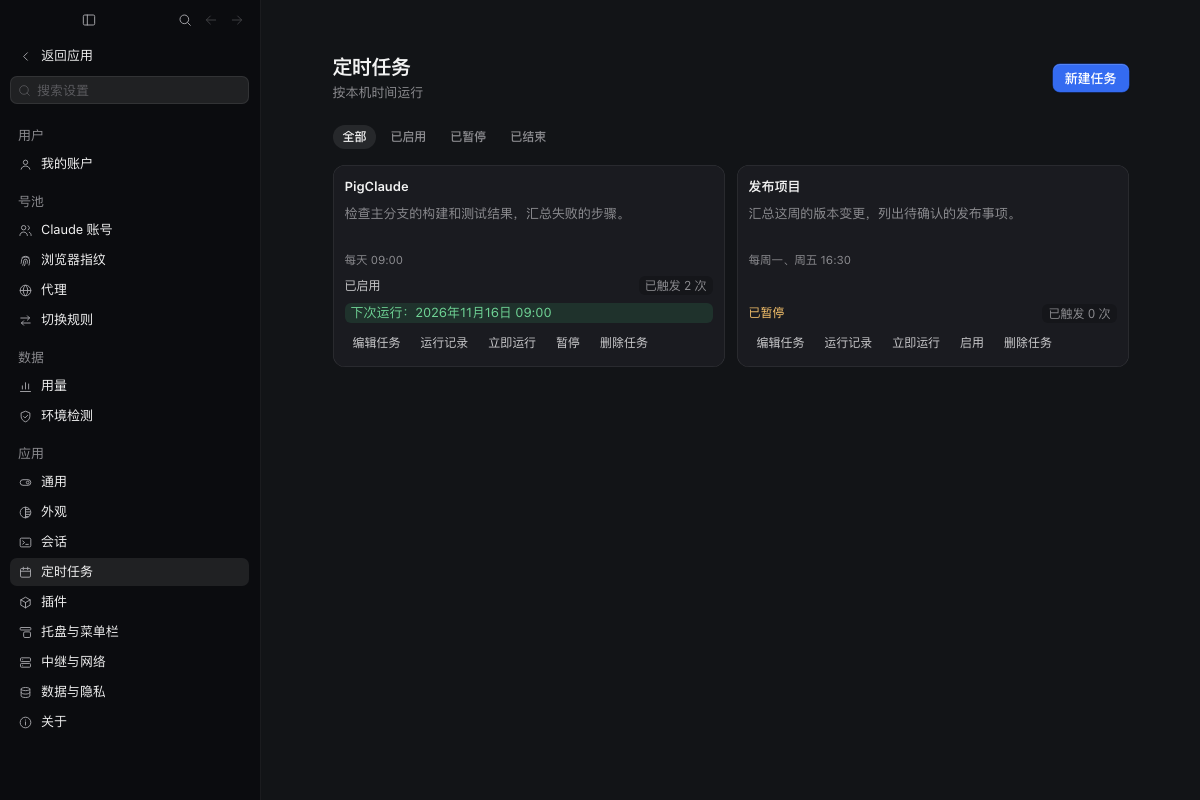 返回应用
搜索设置
用户
我的账户
号池
Claude 账号
浏览器指纹
代理
切换规则
数据
用量
环境检测
应用
通用
外观
会话
定时任务
插件
托盘与菜单栏
中继与网络
数据与隐私
关于
定时任务
按本机时间运行
新建任务
全部 已启用 已暂停 已结束
PigClaude
检查主分支的构建和测试结果，汇总失败的步骤。
每天 09:00
已启用 已触发 2 次
下次运行：2026年11月16日 09:00
编辑任务 运行记录 立即运行 暂停 删除任务
发布项目
汇总这周的版本变更，列出待确认的发布事项。
每周一、周五 16:30
已暂停 已触发 0 次
编辑任务 运行记录 立即运行 启用 删除任务